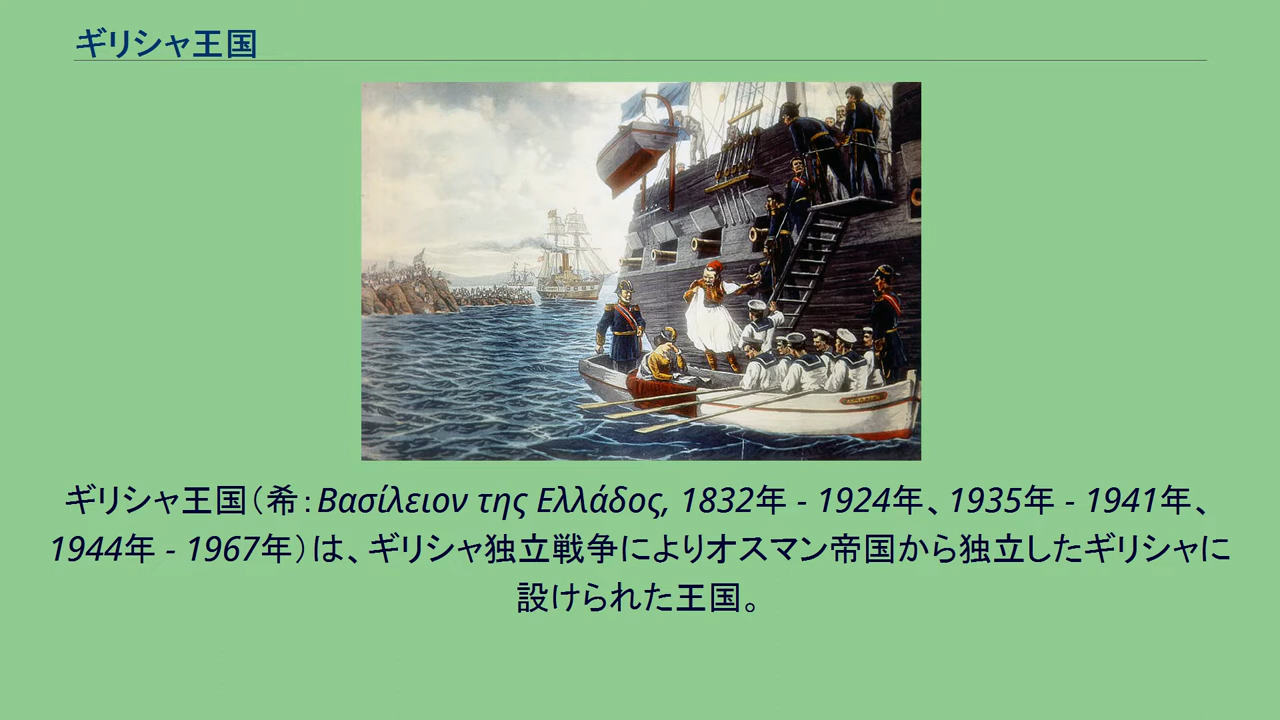 ギリシャ王国
ギリシャ王国（希：Βασίλειον της Ελλάδος, 1832年 - 1924年、1935年 - 1941年、
1944年 - 1967年）は、ギリシャ独立戦争によりオスマン帝国から独立したギリシャに
設けられた王国。